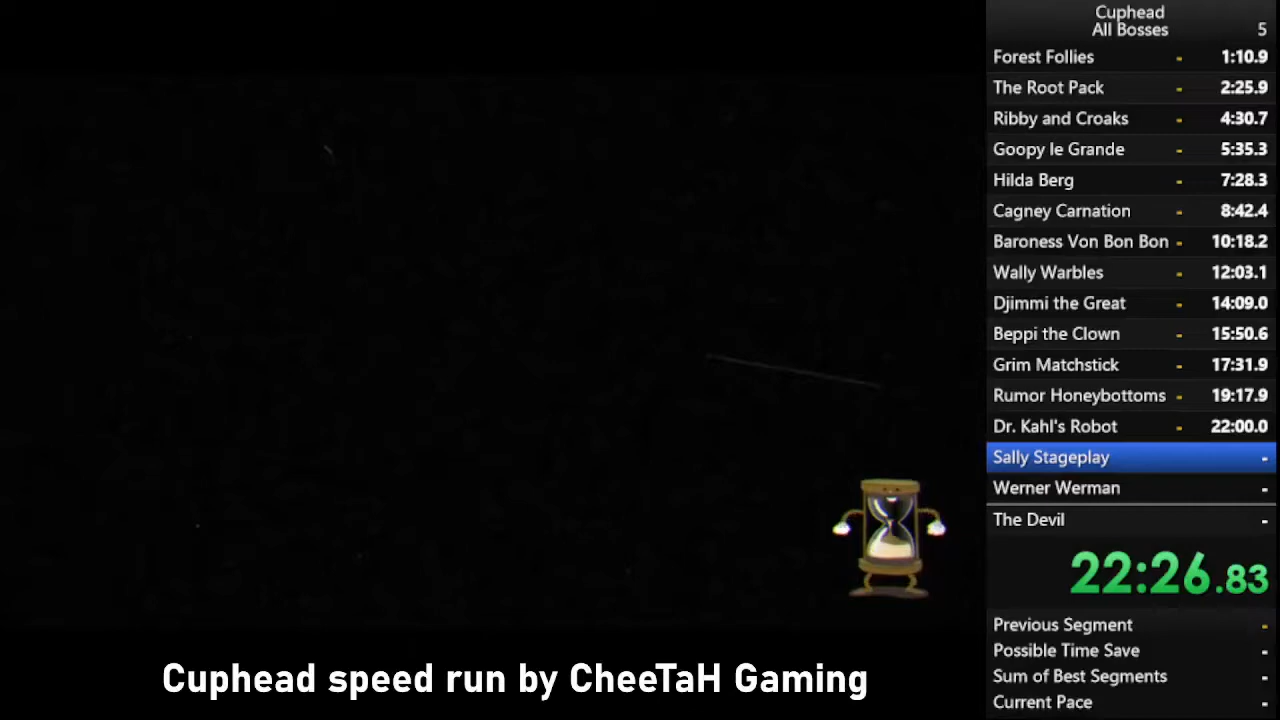 Cuphead
All Bosses 5
Forest Follies - 1:10.9
The Root Pack - 2:25.9
Ribby and Croaks - 4:30.7
Goopy le Grande - 5:35.3
Hilda Berg - 7:28.3
Cagney Carnation - 8:42.4
Baroness Von Bon Bon - 10:18.2
Wally Warbles - 12:03.1
Djimmi the Great - 14:09.0
Beppi the Clown - 15:50.6
Grim Matchstick - 17:31.9
Rumor Honeybottoms - 19:17.9
Dr. Kahl's Robot - 22:00.0
Sally Stageplay -
Werner Werman -
The Devil -
22:26.83
Previous Segment -
Possible Time Save -
Sum of Best Segments -
Current Pace -
Cuphead speed run by CheeTaH Gaming